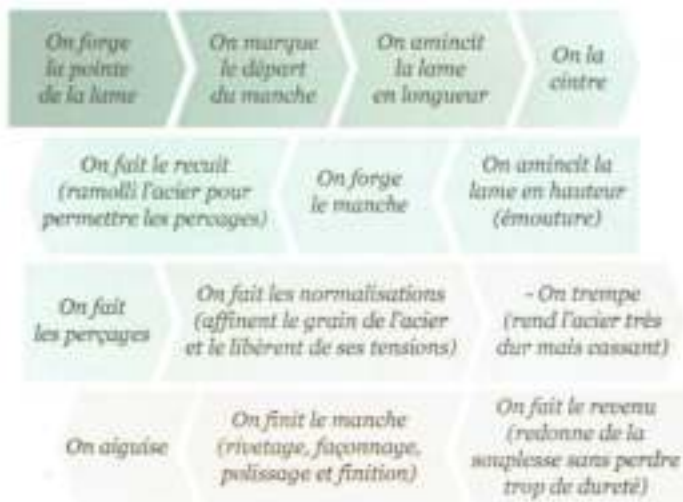 On forge
la pointe
de la lame
On marque
le départ
du manche
On amincit
la lame
en longueur
On la
cintre
On amincit la
lame en hauteur
(émouture)
On forge
le manche
On fait le recuit
(ramolli l'acier pour
permettre les perçages)
On fait
les perçages
On fait les normalisations
(affinent le grain de l'acier
et le libèrent de ses tensions)
- On trempe
(rend l'acier très
dur mais cassant)
On fait le revenu
(redonne de la
souplesse sans perdre
trop de dureté)
On finit le manche
(rivetage, façonnage,
polissage et finition)
On aiguise